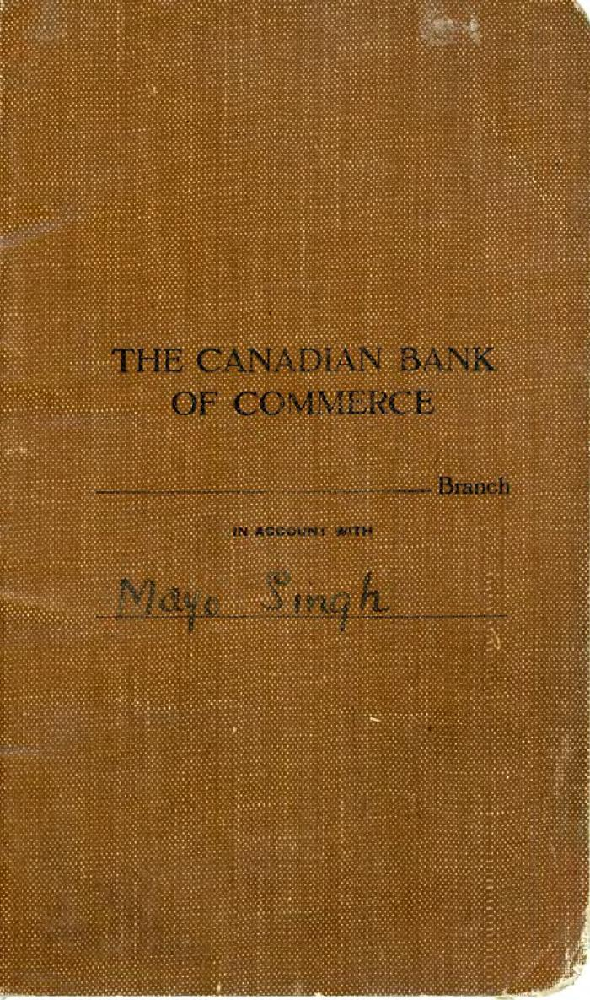 THE CANADIAN BANK
OF COMMERCE
Branch
IN ACCOUNT WITH
Mayo Singh